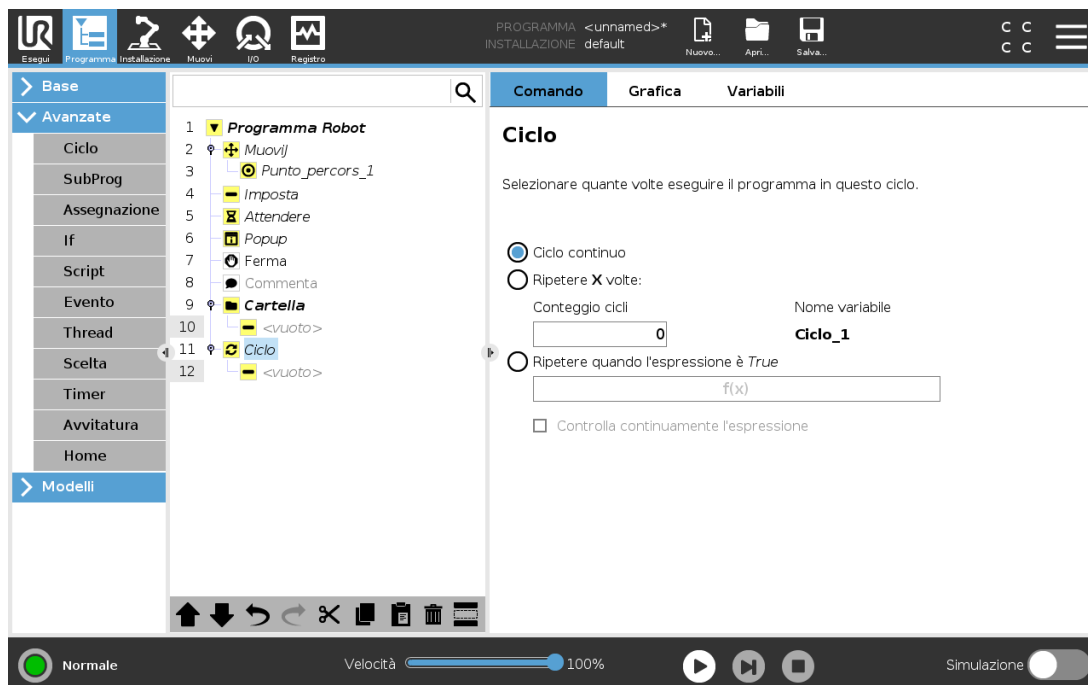 PROGRAMMA <unnamed>*
INSTALLAZIONE default
C C
C C
Esegui Programma Installazione Muovi I/O Registro Nuovo... Apri... Salva...
Base
Avanzate
Ciclo
SubProg
Assegnazione
If
Script
Evento
Thread
Scelta
Timer
Avvitatura
Home
Modelli
1 Programma Robot
2 MuoviJ
3 Punto_percors_1
4 Imposta
5 Attendere
6 Popup
7 Ferma
8 Commenta
9 Cartella
10 <vuoto>
11 Ciclo
12 <vuoto>
Comando Grafica Variabili
Ciclo
Selezionare quante volte eseguire il programma in questo ciclo.
Ciclo continuo
Ripetere X volte:
Conteggio cicli Nome variabile
0 Ciclo_1
Ripetere quando l'espressione è True
f(x)
Controlla continuamente l'espressione
Normale Velocità 100% Simulazione